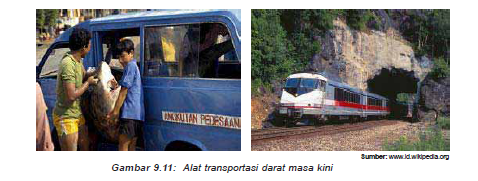 ANGKUTAN PEDESAAN
Sumber: www.id.wikipedia.org
Gambar 9.11: Alat transportasi darat masa kini